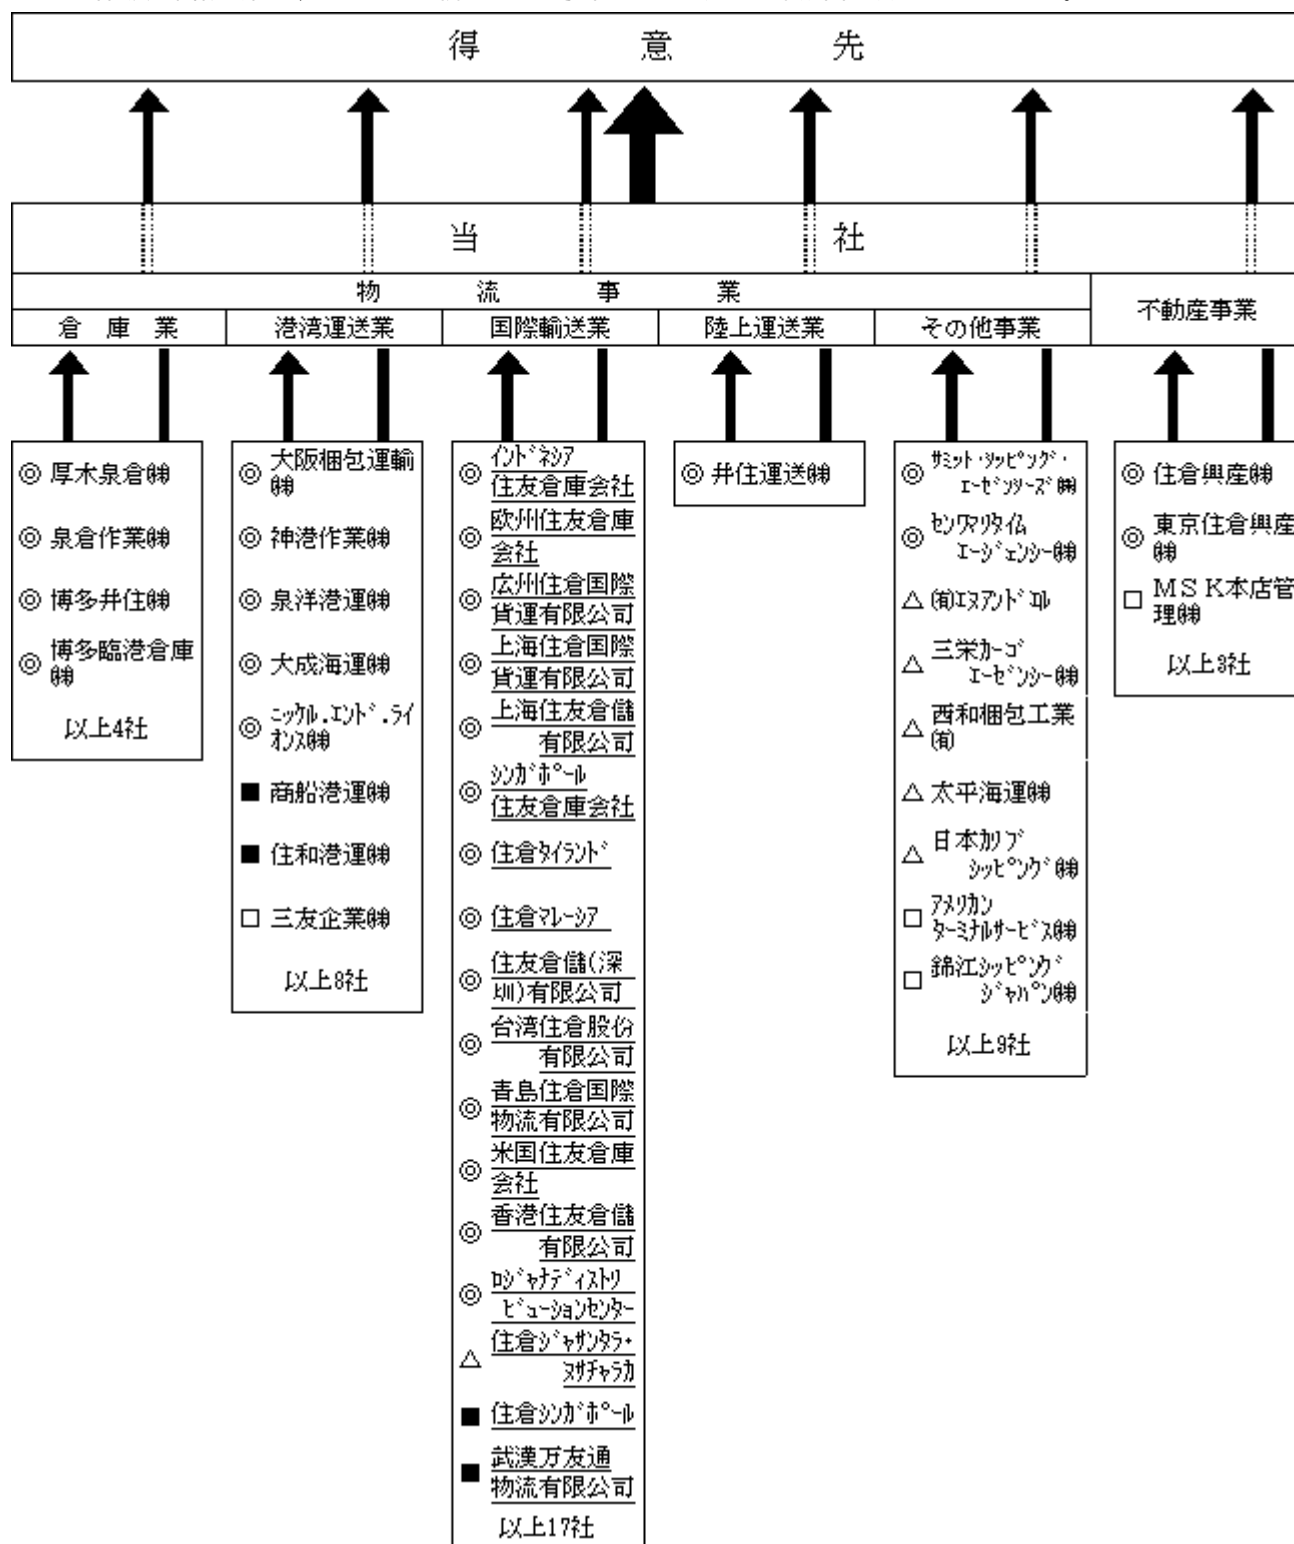 得意先
当社
物流事業
不動産事業
倉庫業
港湾運送業
国際輸送業
陸上運送業
その他事業
◎ 厚木泉倉㈱
◎ 泉倉作業㈱
◎ 博多井住㈱
◎ 博多臨港倉庫
㈱
以上4社
◎ 大阪梱包運輸
㈱
◎ 神港作業㈱
◎ 泉洋港運㈱
◎ 大成海運㈱
◎ ニッケル.エンド.ライ
オンス㈱
■ 商船港運㈱
■ 住和港運㈱
□ 三友企業㈱
以上8社
◎ インドネシア
住友倉庫会社
◎ 欧州住友倉庫
会社
◎ 広州住倉国際
貨運有限公司
◎ 上海住倉国際
貨運有限公司
◎ 上海住友倉儲
有限公司
◎ シンガポール
住友倉庫会社
◎ 住倉タイランド
◎ 住倉マレーシア
◎ 住友倉儲(深
圳)有限公司
◎ 台湾住倉股份
有限公司
◎ 青島住倉国際
物流有限公司
◎ 米国住友倉庫
会社
◎ 香港住友倉儲
有限公司
◎ ロジャナディストリ
ビューションセンター
△ 住倉ジャサンタラ・
ヌサチャラカ
■ 住倉シンガポール
■ 武漢万友通
物流有限公司
以上17社
◎ 井住運送㈱
◎ サミット・シッピング・
エーゼンシーズ㈱
◎ センワマリタイム
エージェンシー㈱
△ ㈲エヌアンドエル
△ 三栄カーゴ
エーゼンシー㈱
△ 西和梱包工業
㈲
△ 太平海運㈱
△ 日本カリブ
シッピング㈱
□ アメリカン
ターミナルサービス㈱
□ 錦江シッピング
ジャパン㈱
以上9社
◎ 住倉興産㈱
◎ 東京住倉興産
㈱
□ MSK本店管
理㈱
以上3社